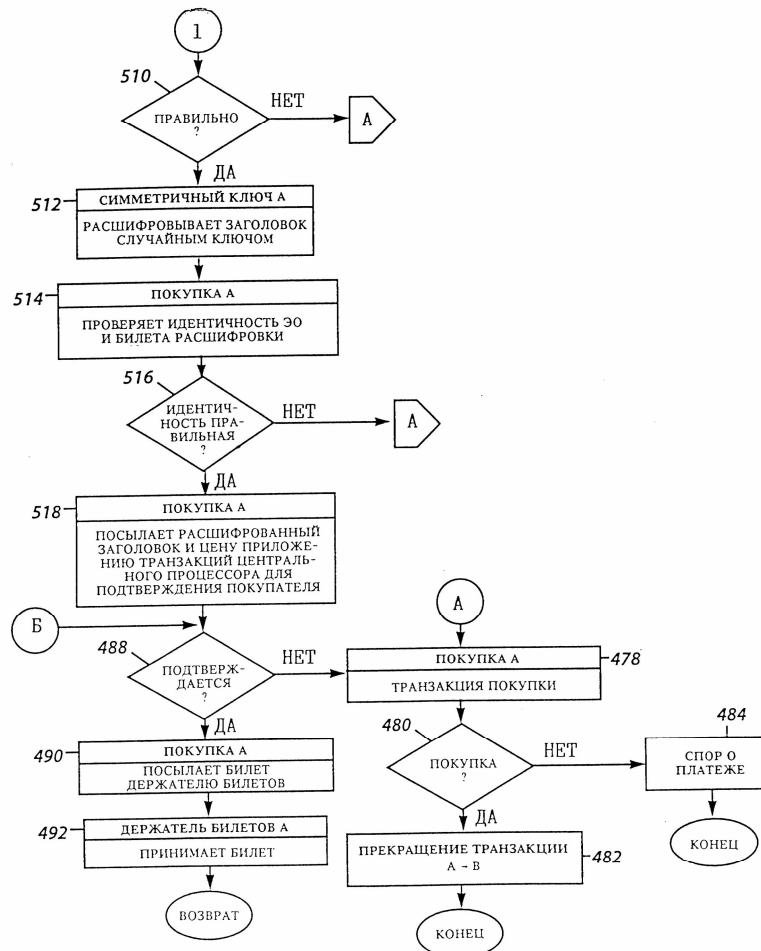 1
510
ПРАВИЛЬНО
?
НЕТ
А
ДА
512
СИММЕТРИЧНЫЙ КЛЮЧ А
РАСШИФРОВЫВАЕТ ЗАГОЛОВОК
СЛУЧАЙНЫМ КЛЮЧОМ
514
ПОКУПКА А
ПРОВЕРЯЕТ ИДЕНТИЧНОСТЬ ЭО
И БИЛЕТА РАСШИФРОВКИ
516
ИДЕНТИЧ-
НОСТЬ ПРА-
ВИЛЬНАЯ
?
НЕТ
А
ДА
518
ПОКУПКА А
ПОСЫЛАЕТ РАСШИФРОВАННЫЙ
ЗАГОЛОВОК И ЦЕНУ ПРИЛОЖЕ-
НИЮ ТРАНЗАКЦИЙ ЦЕНТРАЛЬ-
НОГО ПРОЦЕССОРА ДЛЯ
ПОДТВЕРЖДЕНИЯ ПОКУПАТЕЛЯ
Б
488
ПОДТВЕРЖ-
ДАЕТСЯ
?
НЕТ
ДА
490
ПОКУПКА А
ПОСЫЛАЕТ БИЛЕТ
ДЕРЖАТЕЛЮ БИЛЕТОВ
492
ДЕРЖАТЕЛЬ БИЛЕТОВ А
ПРИНИМАЕТ БИЛЕТ
ВОЗВРАТ
А
ПОКУПКА А
478
ТРАНЗАКЦИЯ ПОКУПКИ
480
ПОКУПКА
?
НЕТ
484
СПОР О
ПЛАТЕЖЕ
КОНЕЦ
ДА
ПРЕКРАЩЕНИЕ ТРАНЗАКЦИИ
А - В
482
КОНЕЦ